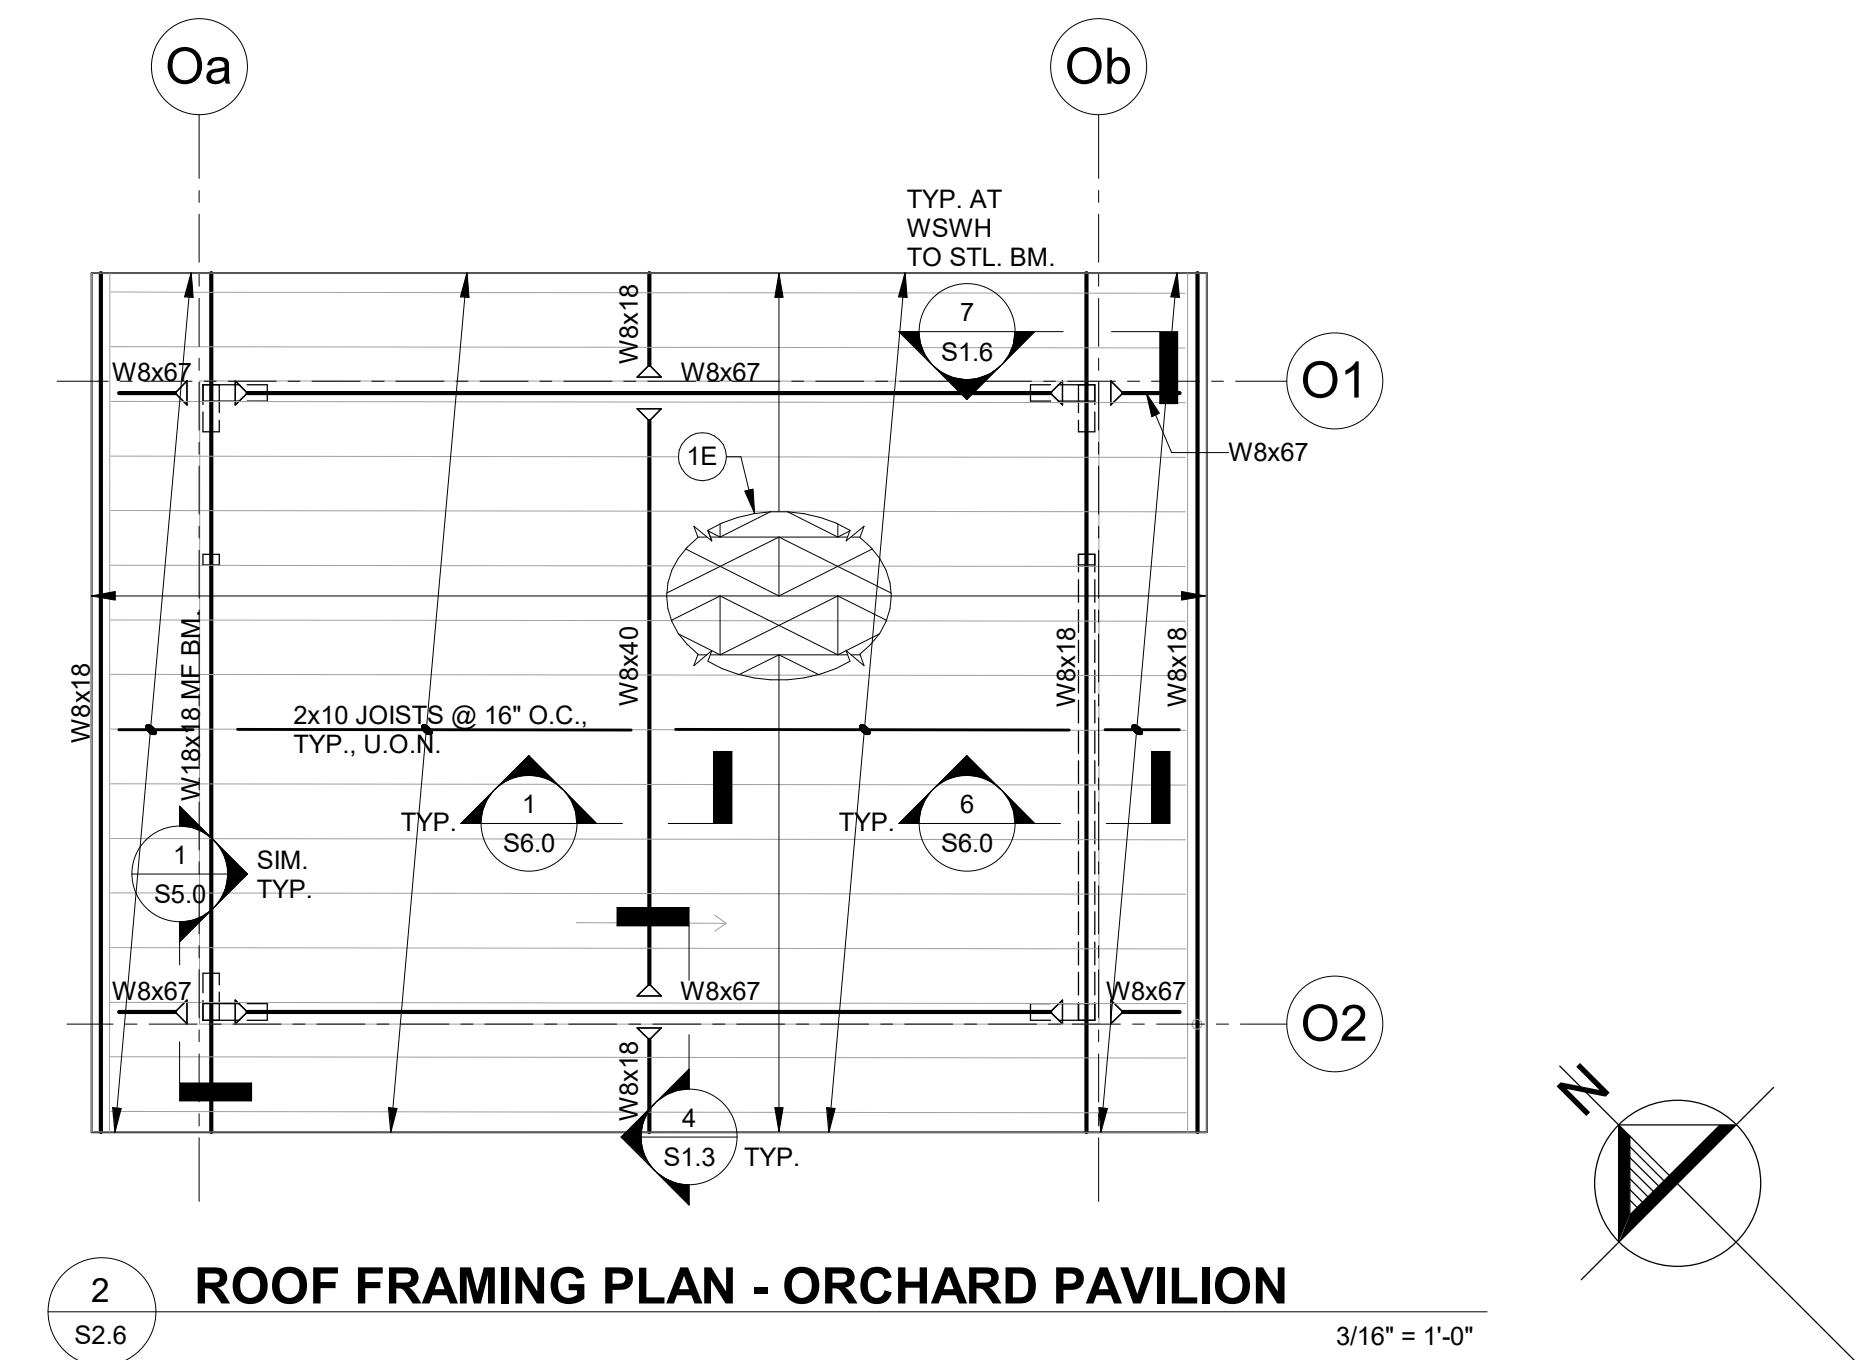 Oa
Ob
TYP. AT
WSWH
TO STL. BM.
7
S1.6
W8x18
W8x67
W8x67
O1
1E
W8x67
W8x18
W18x18 MF BM.
W8x40
W8x18
W8x18
2x10 JOISTS @ 16" O.C.,
TYP., U.O.N.
TYP.
1
S6.0
TYP.
6
S6.0
1
S5.0
SIM.
TYP.
W8x67
W8x67
W8x67
O2
W8x18
4
S1.3
TYP.
N
2
S2.6
ROOF FRAMING PLAN - ORCHARD PAVILION
3/16" = 1'-0"